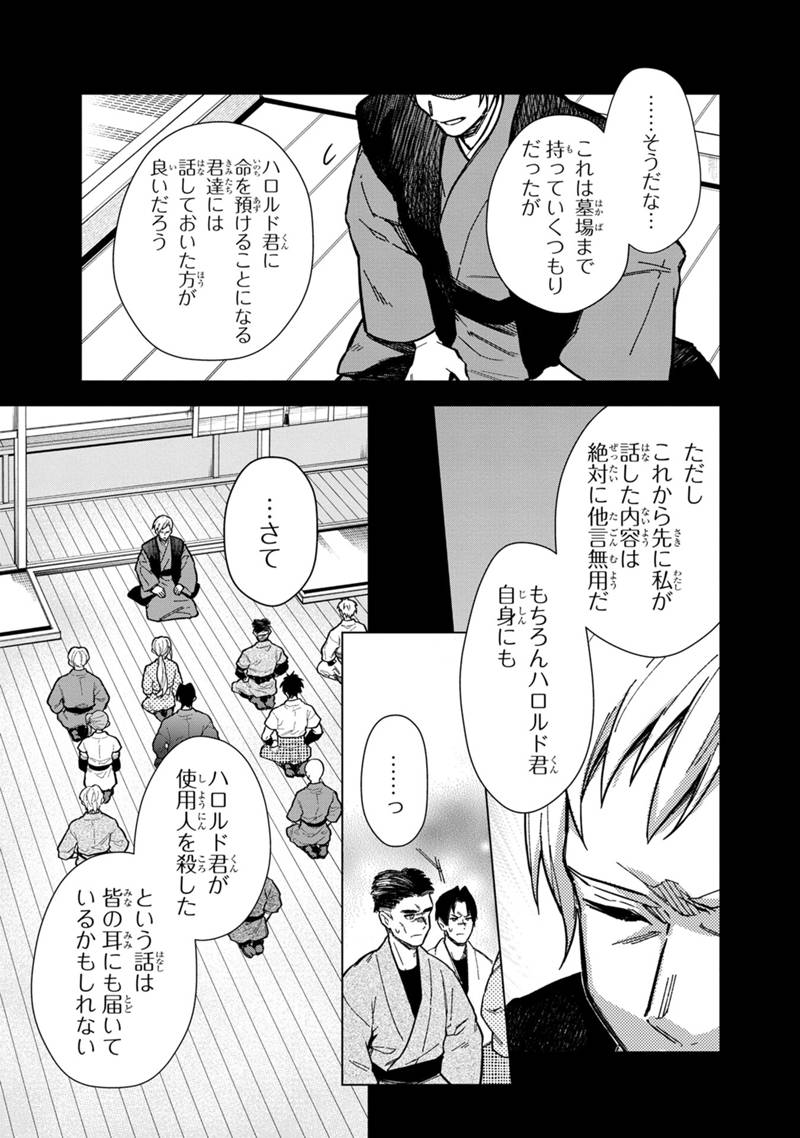 ……そうだな…
これは墓場まで
持っていくつもり
だったが
ハロルド君に
命を預けることになる
君達には
話しておいた方が
良いだろう
ただし
これから先に私が
話した内容は
絶対に他言無用だ
もちろんハロルド君
自身にも
……っ
…さて
ハロルド君が
使用人を殺した
という話は
皆の耳にも届いて
いるかもしれない